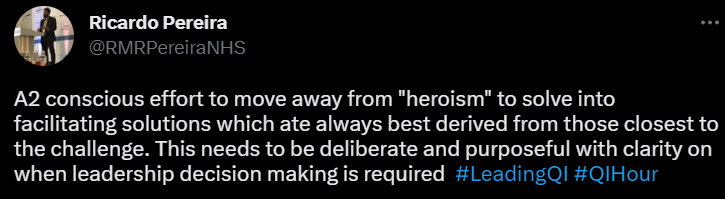 Ricardo Pereira
@RMRPereiraNHS
A2 conscious effort to move away from "heroism" to solve into
facilitating solutions which ate always best derived from those closest to
the challenge. This needs to be deliberate and purposeful with clarity on
when leadership decision making is required #LeadingQI #QIHour